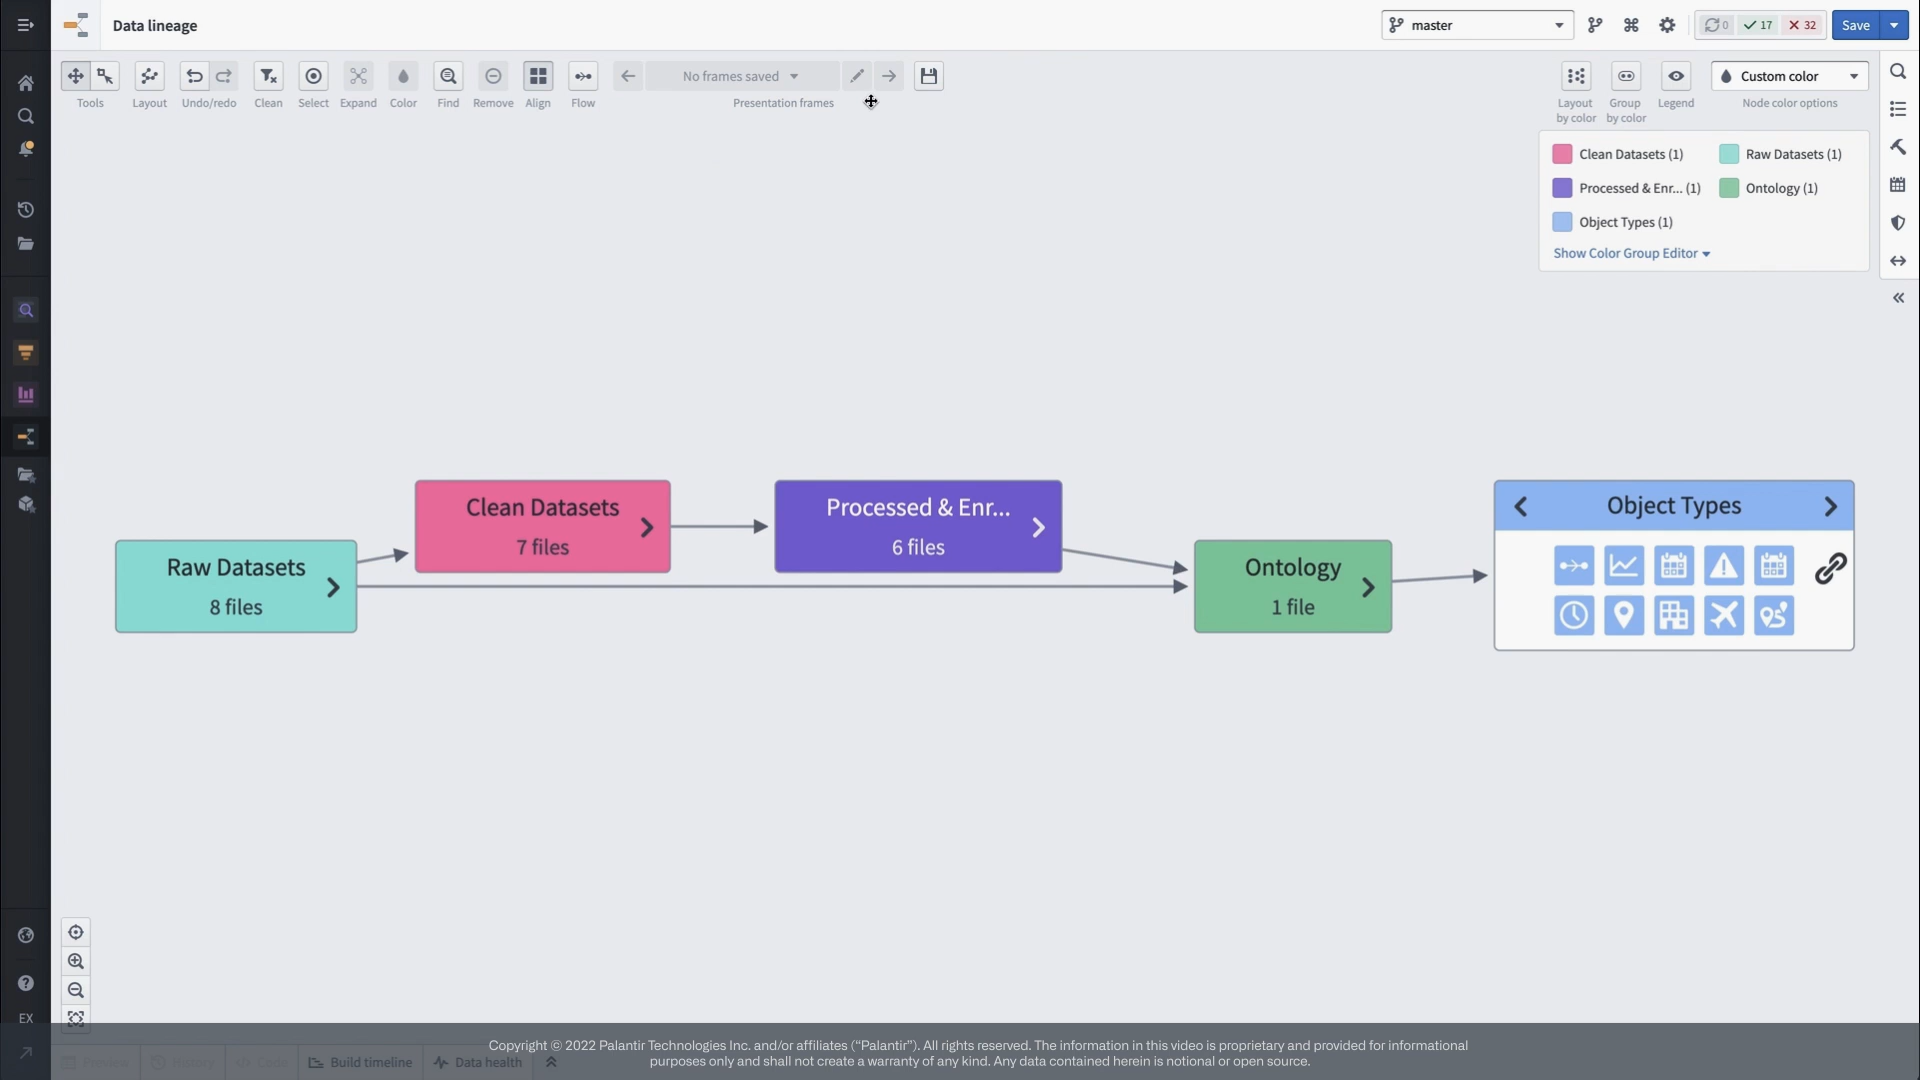 Data lineage
master
0
17
32
Save
No frames saved
Custom color
Tools
Layout
Undo/redo
Clean
Select
Expand
Color
Find
Remove
Align
Flow
Presentation frames
Layout
by color
Group
by color
Legend
Node color options
Clean Datasets (1)
Raw Datasets (1)
Processed & Enr... (1)
Ontology (1)
Object Types (1)
Show Color Group Editor
Clean Datasets
7 files
Processed & Enr...
6 files
Object Types
Raw Datasets
8 files
Ontology
1 file
EX
Preview
History
Code
Build timeline
Data health
Copyright © 2022 Palantir Technologies Inc. and/or affiliates (“Palantir”). All rights reserved. The information in this video is proprietary and provided for informational
purposes only and shall not create a warranty of any kind. Any data contained herein is notional or open source.